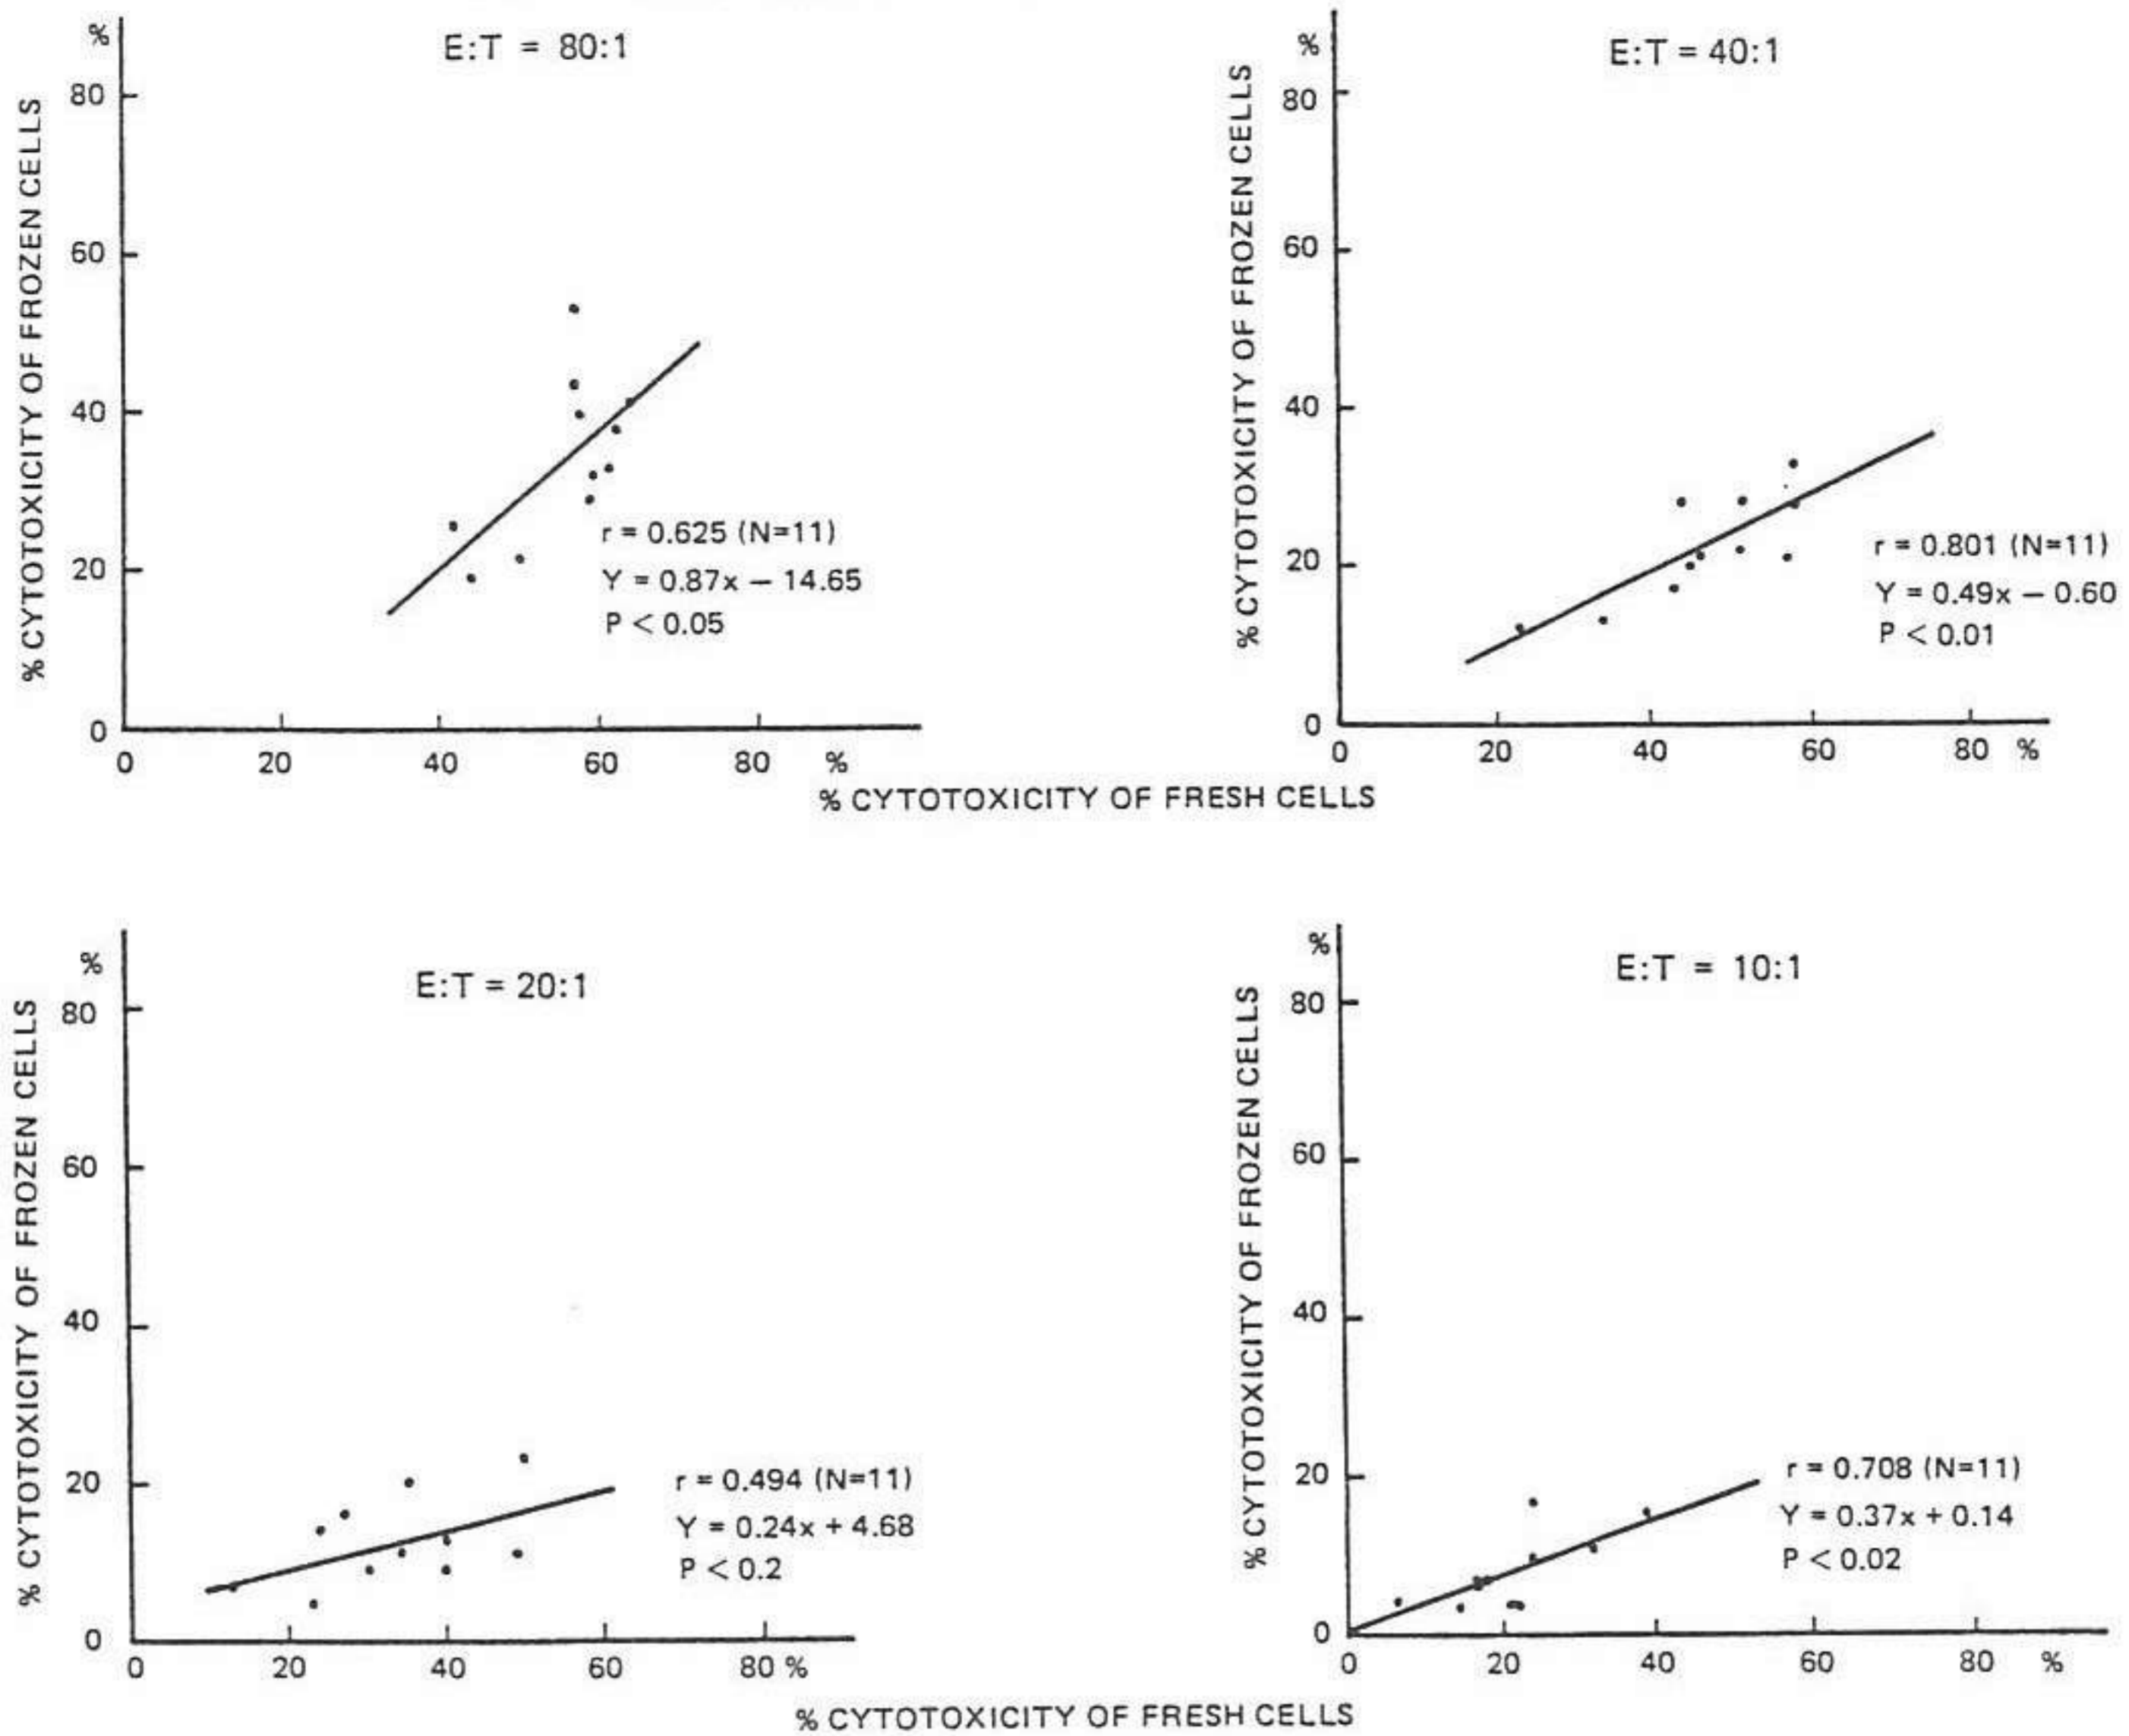 E:T = 80:1
%
80
60
40
20
0
% CYTOTOXICITY OF FROZEN CELLS
r = 0.625 (N=11)
Y = 0.87x − 14.65
P < 0.05
0 20 40 60 80 %
E:T = 40:1
%
80
60
40
20
0
% CYTOTOXICITY OF FROZEN CELLS
r = 0.801 (N=11)
Y = 0.49x − 0.60
P < 0.01
0 20 40 60 80 %
% CYTOTOXICITY OF FRESH CELLS
E:T = 20:1
%
80
60
40
20
0
% CYTOTOXICITY OF FROZEN CELLS
r = 0.494 (N=11)
Y = 0.24x + 4.68
P < 0.2
0 20 40 60 80 %
E:T = 10:1
%
80
60
40
20
0
% CYTOTOXICITY OF FROZEN CELLS
r = 0.708 (N=11)
Y = 0.37x + 0.14
P < 0.02
0 20 40 60 80 %
% CYTOTOXICITY OF FRESH CELLS